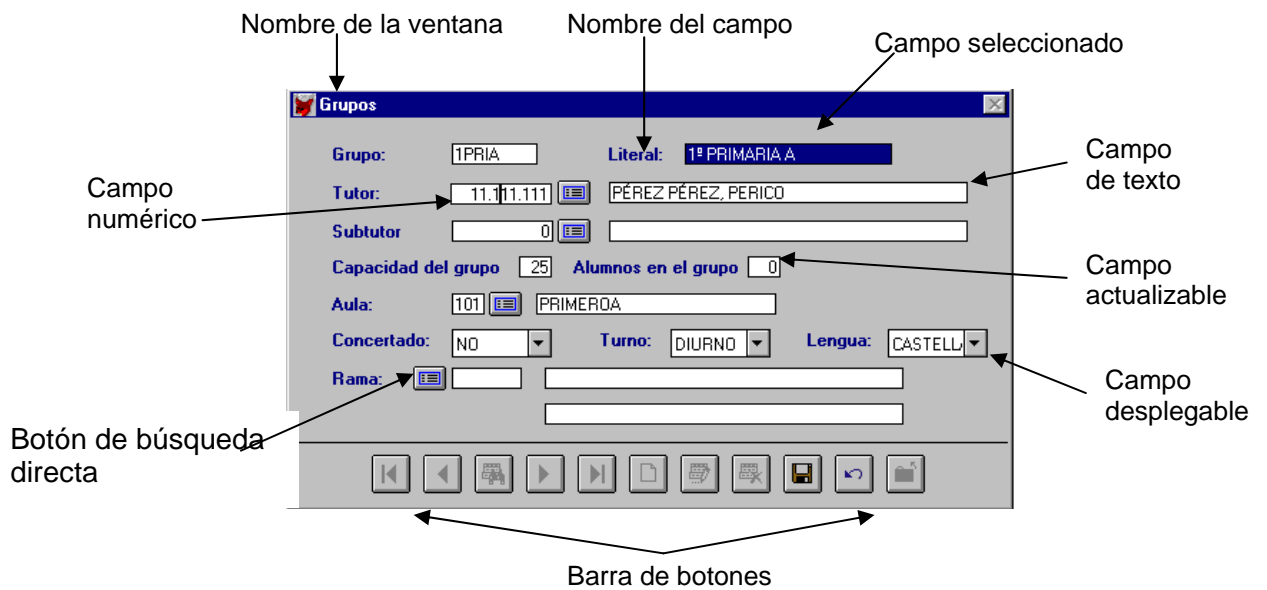 Nombre de la ventana Nombre del campo
Campo seleccionado
Grupos
Grupo: 1PRIA Literal: 1º PRIMARIA A
Campo
de texto
Campo
numérico
Tutor: 11.111.111 PÉREZ PÉREZ, PERICO
Subtutor 0
Capacidad del grupo 25 Alumnos en el grupo 0
Campo
actualizable
Aula: 101 PRIMEROA
Concertado: NO Turno: DIURNO Lengua: CASTELL
Rama:
Campo
desplegable
Botón de búsqueda
directa
Barra de botones